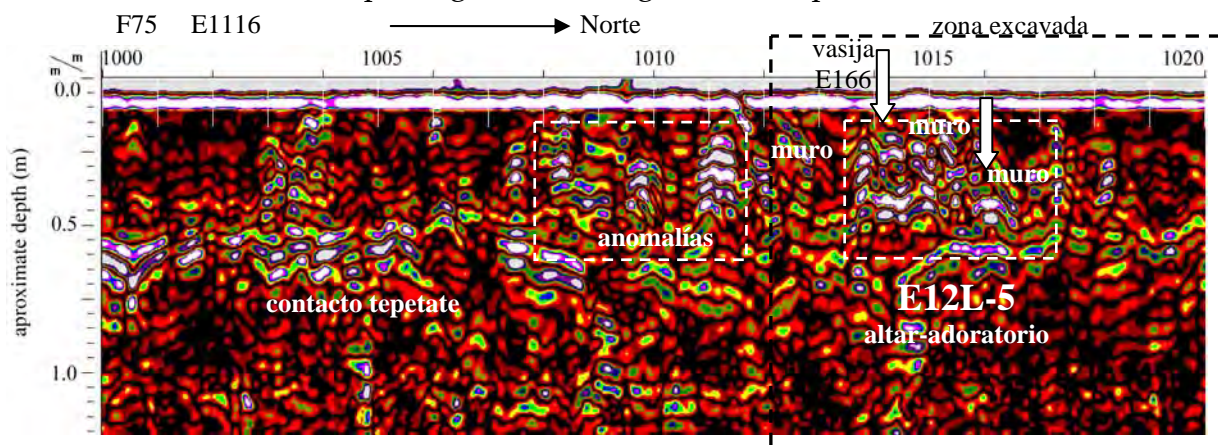 F75 E1116 Norte zona excavada
vasija
E166
m/m 1000 1005 1010 1015 1020
0.0
muro
muro
muro
0.5
anomalias
E12L-5
contacto tepetate
altar-adoratorio
1.0
aproximate depth (m)